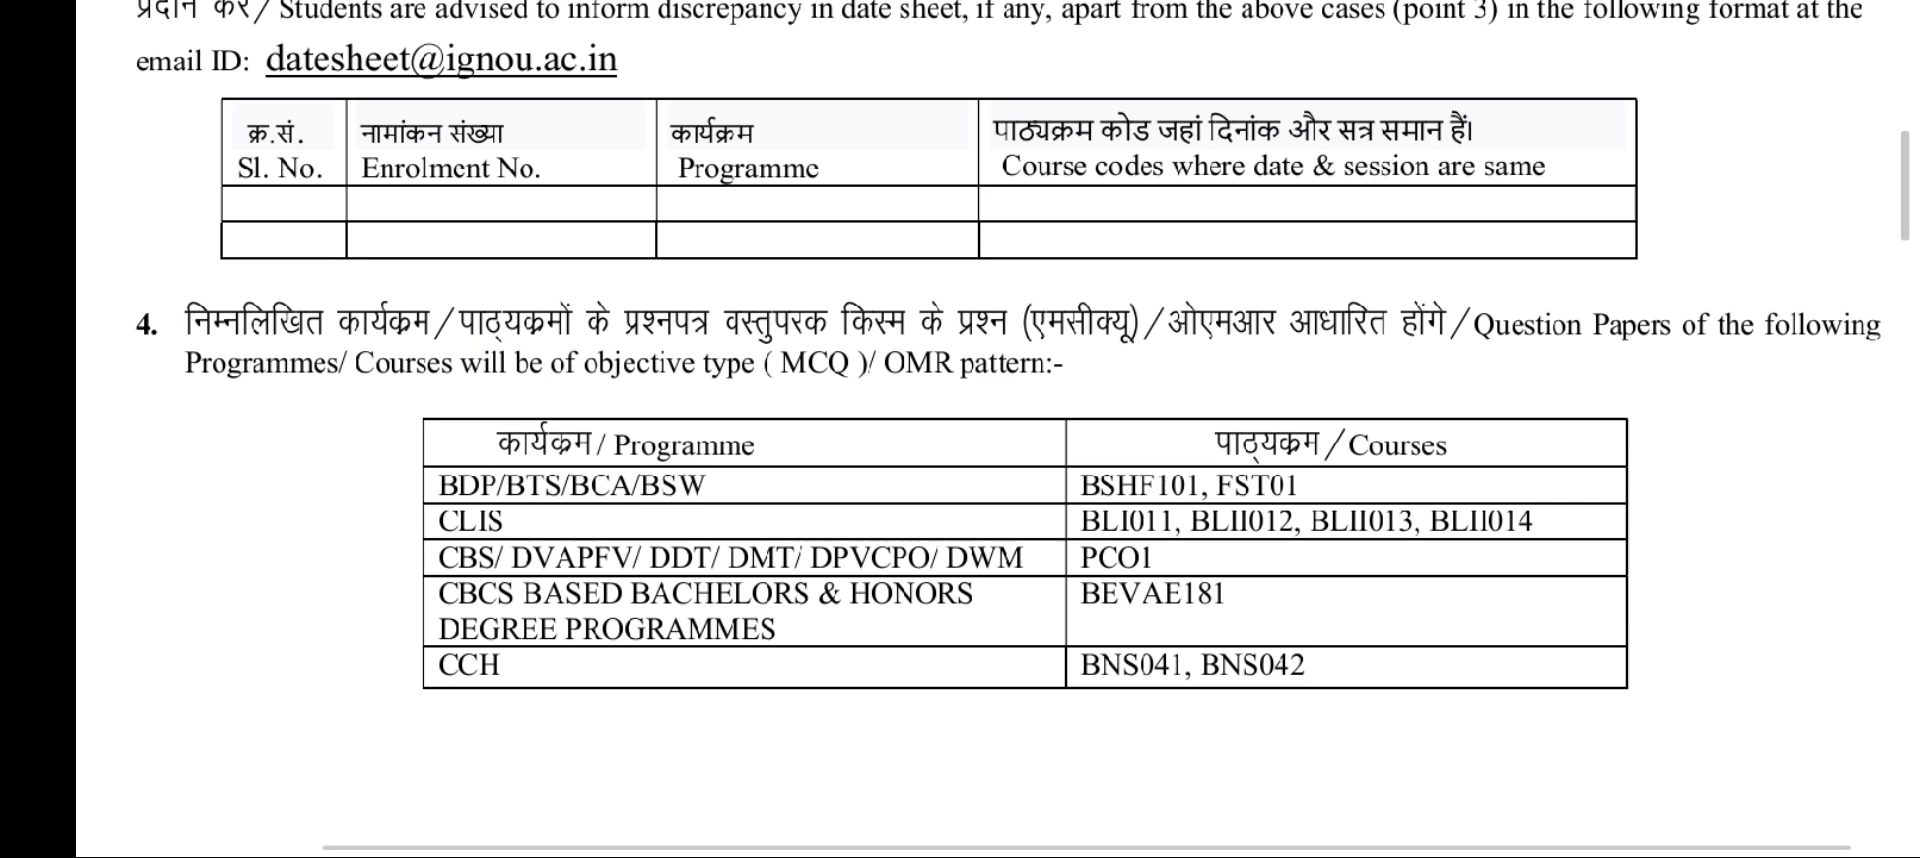 प्रदान करें/ Students are advised to inform discrepancy in date sheet, if any, apart from the above cases (point 3) in the following format at the
email ID: datesheet@ignou.ac.in
क्र.सं. नामांकन संख्या कार्यक्रम पाठ्यक्रम कोड जहां दिनांक और सत्र समान हैं।
Sl. No. Enrolment No. Programme Course codes where date & session are same
4. निम्नलिखित कार्यक्रम/पाठ्यक्रमों के प्रश्नपत्र वस्तुपरक किस्म के प्रश्न (एमसीक्यू)/ओएमआर आधारित होंगे/Question Papers of the following
Programmes/ Courses will be of objective type ( MCQ )/ OMR pattern:-
कार्यक्रम/ Programme पाठ्यक्रम/Courses
BDP/BTS/BCA/BSW BSHF101, FST01
CLIS BLI011, BLII012, BLII013, BLII014
CBS/ DVAPFV/ DDT/ DMT/ DPVCPO/ DWM PCO1
CBCS BASED BACHELORS & HONORS BEVAE181
DEGREE PROGRAMMES
CCH BNS041, BNS042